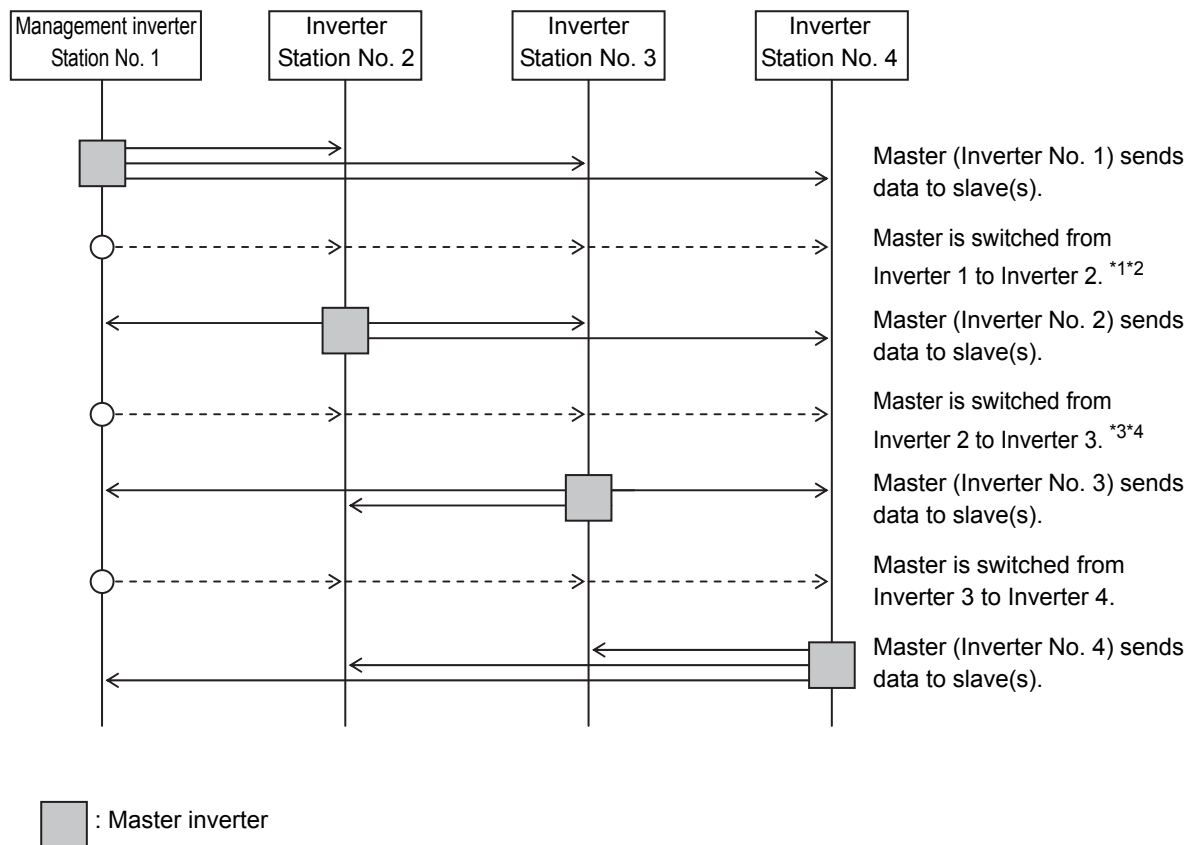 Management inverter
Station No. 1
Inverter
Station No. 2
Inverter
Station No. 3
Inverter
Station No. 4
Master (Inverter No. 1) sends
data to slave(s).
Master is switched from
Inverter 1 to Inverter 2. *1*2
Master (Inverter No. 2) sends
data to slave(s).
Master is switched from
Inverter 2 to Inverter 3. *3*4
Master (Inverter No. 3) sends
data to slave(s).
Master is switched from
Inverter 3 to Inverter 4.
Master (Inverter No. 4) sends
data to slave(s).
: Master inverter